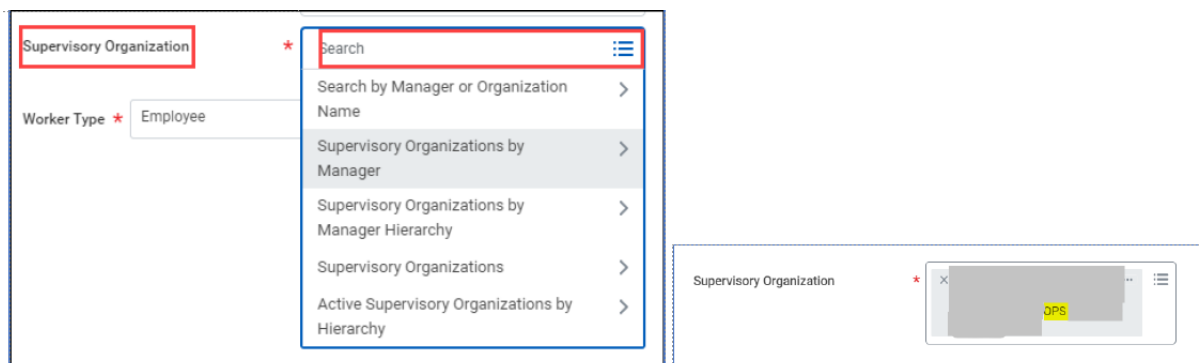 Supervisory Organization * Search
Search by Manager or Organization
Name
Worker Type * Employee
Supervisory Organizations by
Manager
Supervisory Organizations by
Manager Hierarchy
Supervisory Organizations
Active Supervisory Organizations by
Hierarchy
Supervisory Organization *
OPS